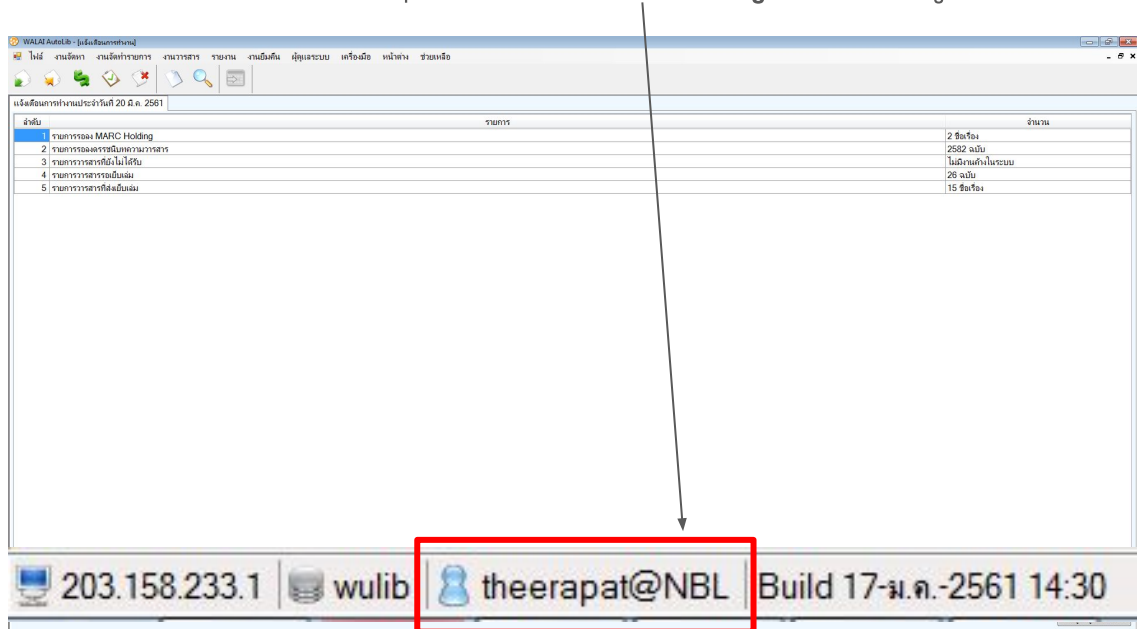 WALAI AutoLib - [แจ้งเตือนการทำงาน]
ไฟล์ งานจัดหา งานจัดทำรายการ งานวารสาร รายงาน งานยืมคืน ผู้ดูแลระบบ เครื่องมือ หน้าต่าง ช่วยเหลือ
แจ้งเตือนการทำงานประจำวันที่ 20 มี.ค. 2561
ลำดับ รายการ จำนวน
1 รายการรอลง MARC Holding 2 ชื่อเรื่อง
2 รายการรอลงดรรชนีบทความวารสาร 2582 ฉบับ
3 รายการวารสารที่ยังไม่ได้รับ ไม่มีงานค้างในระบบ
4 รายการวารสารรอเย็บเล่ม 26 ฉบับ
5 รายการวารสารที่ส่งเย็บเล่ม 15 ชื่อเรื่อง
203.158.233.1 wulib theerapat@NBL Build 17-ม.ค.-2561 14:30